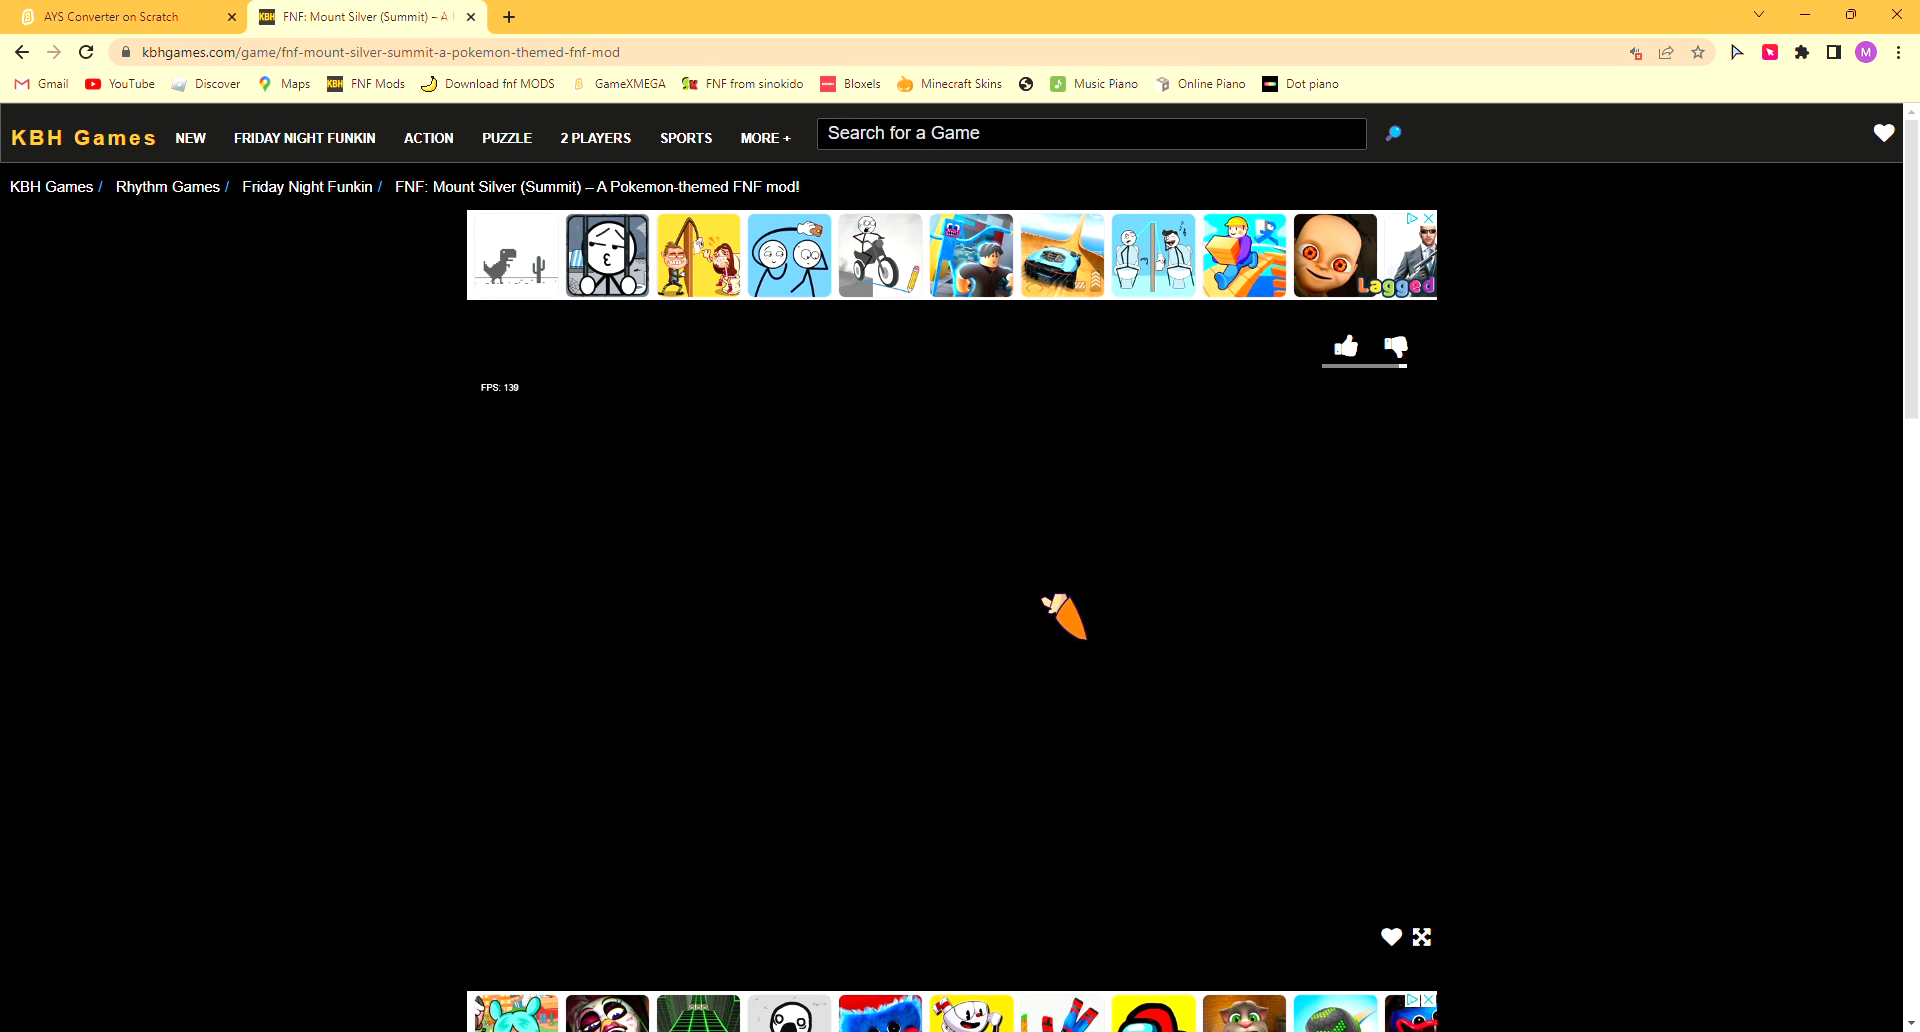 AYS Converter on Scratch
KBH FNF: Mount Silver (Summit) – A
kbhgames.com/game/fnf-mount-silver-summit-a-pokemon-themed-fnf-mod
M
Gmail YouTube Discover Maps KBH FNF Mods Download fnf MODS GameXMEGA FNF from sinokido Bloxels Minecraft Skins Music Piano Online Piano Dot piano
KBH Games NEW FRIDAY NIGHT FUNKIN ACTION PUZZLE 2 PLAYERS SPORTS MORE + Search for a Game
KBH Games / Rhythm Games / Friday Night Funkin / FNF: Mount Silver (Summit) – A Pokemon-themed FNF mod!
Lagged
FPS: 139